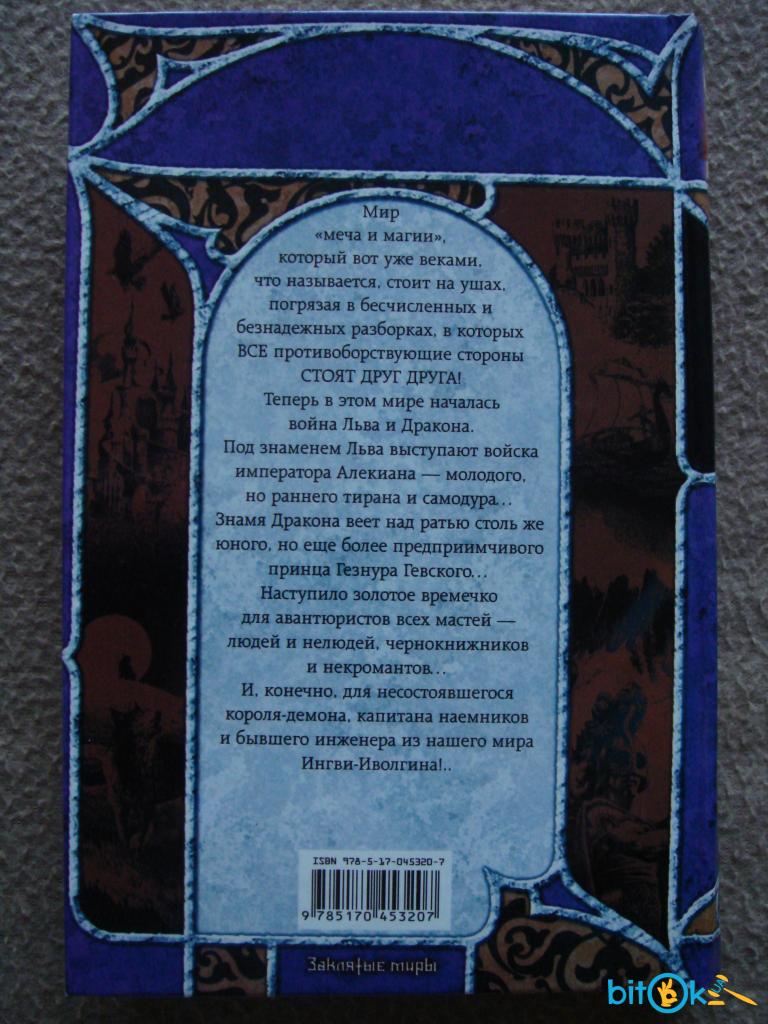 Мир
«меча и магии»,
который вот уже веками,
что называется, стоит на ушах,
погрязая в бесчисленных и
безнадежных разборках, в которых
ВСЕ противоборствующие стороны
СТОЯТ ДРУГ ДРУГА!
Теперь в этом мире началась
война Льва и Дракона.
Под знаменем Льва выступают войска
императора Алекиана — молодого,
но раннего тирана и самодура...
Знамя Дракона веет над ратью столь же
юного, но еще более предприимчивого
принца Гезнура Гевского...
Наступило золотое времечко
для авантюристов всех мастей —
людей и нелюдей, чернокнижников
и некромантов...
И, конечно, для несостоявшегося
короля-демона, капитана наемников
и бывшего инженера из нашего мира
Ингви-Иволгина!..
ISBN 978-5-17-045320-7
9 785170 453207
Заклятые миры
bitOk UA